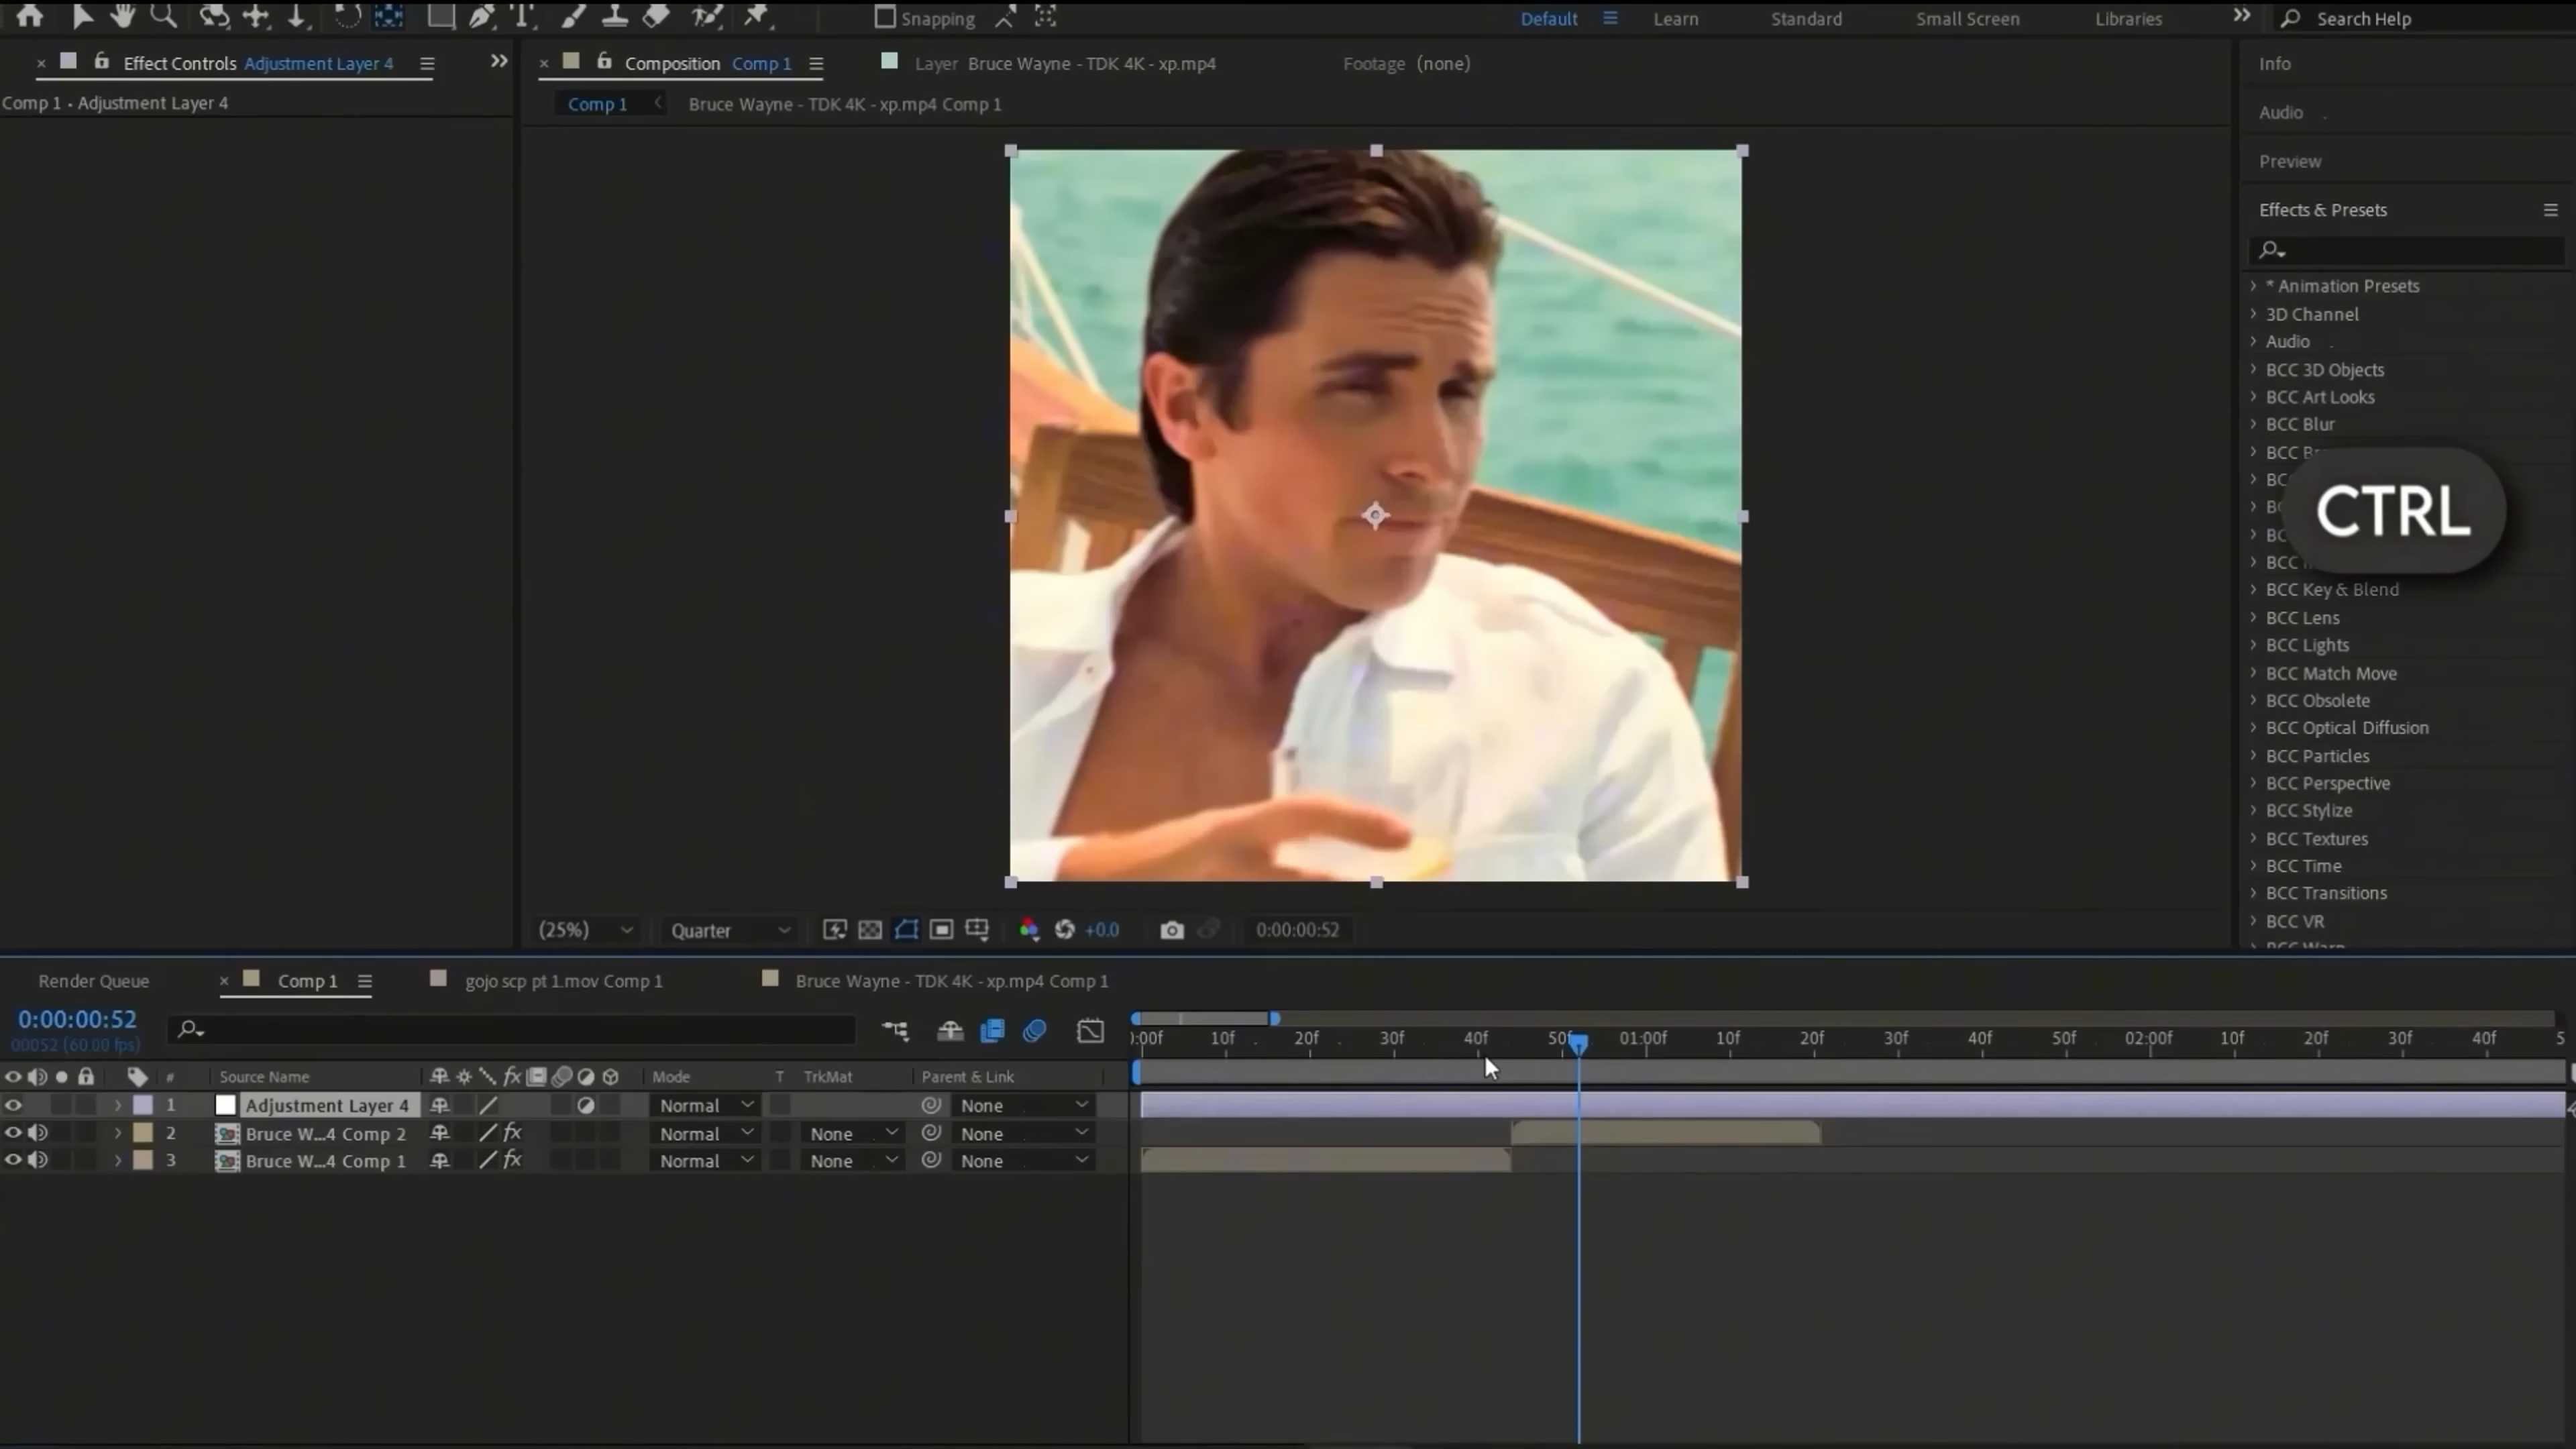 Snapping
Default
Learn
Standard
Small Screen
Libraries
Search Help
Effect Controls Adjustment Layer 4
Composition Comp 1
Layer Bruce Wayne - TDK 4K - xp.mp4
Footage (none)
Info
Comp 1 • Adjustment Layer 4
Comp 1
Bruce Wayne - TDK 4K - xp.mp4 Comp 1
Audio
Preview
Effects & Presets
* Animation Presets
3D Channel
Audio
BCC 3D Objects
BCC Art Looks
BCC Blur
CTRL
BCC Key & Blend
BCC Lens
BCC Lights
BCC Match Move
BCC Obsolete
BCC Optical Diffusion
BCC Particles
BCC Perspective
BCC Stylize
BCC Textures
BCC Time
BCC Transitions
BCC VR
BCC Warp
(25%)
Quarter
+0.0
0:00:00:52
Render Queue
Comp 1
gojo scp pt 1.mov Comp 1
Bruce Wayne - TDK 4K - xp.mp4 Comp 1
0:00:00:52
00052 (60.00 fps)
):00f 10f 20f 30f 40f 50f 01:00f 10f 20f 30f 40f 50f 02:00f 10f 20f 30f 40f 5
# Source Name fx Mode T TrkMat Parent & Link
1 Adjustment Layer 4 Normal None
2 Bruce W...4 Comp 2 fx Normal None None
3 Bruce W...4 Comp 1 fx Normal None None